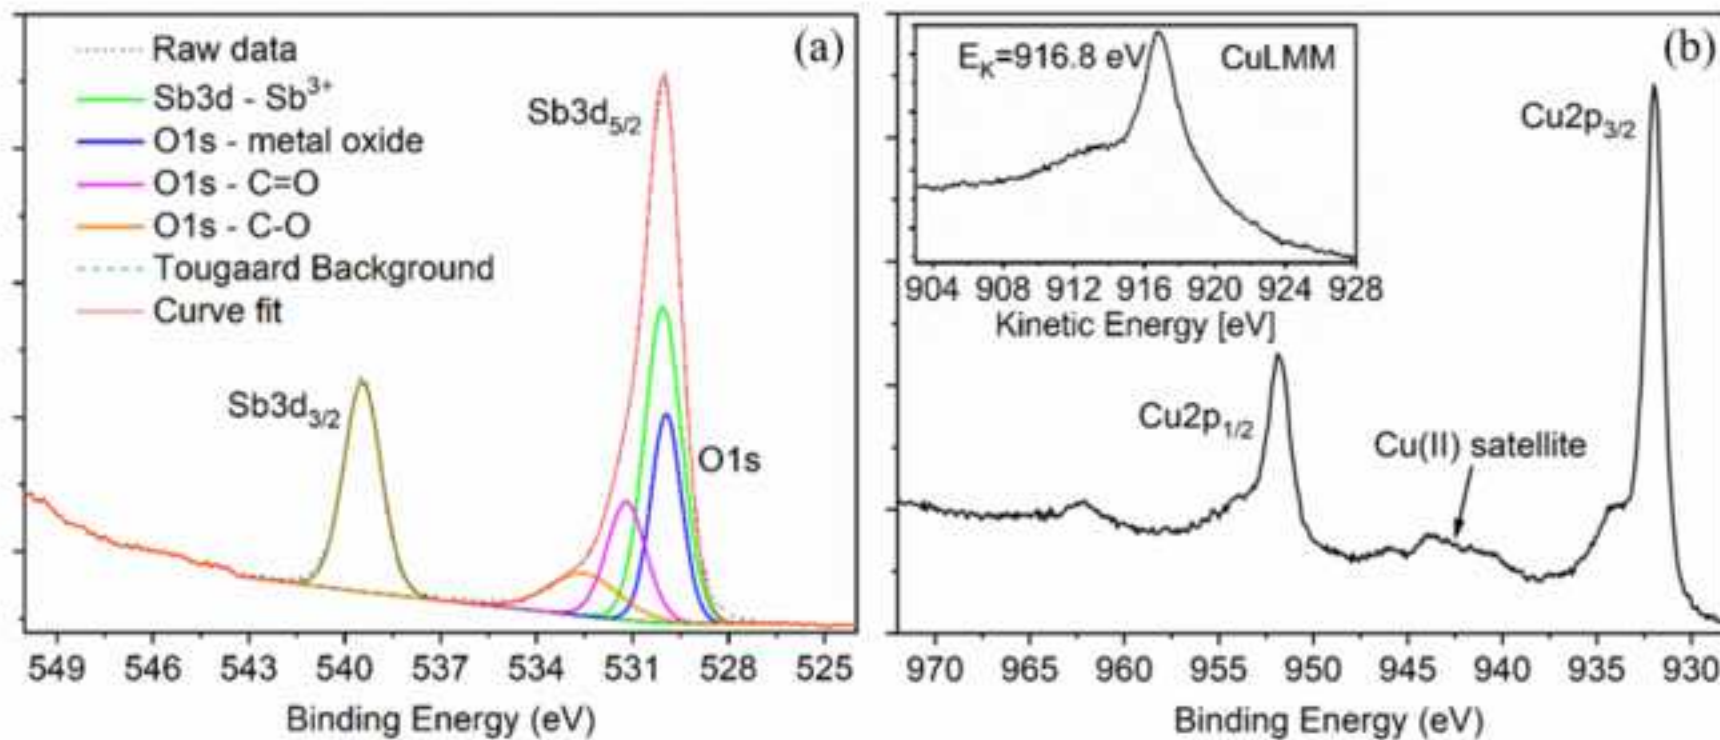 (a)
Raw data
Sb3d - Sb³⁺
O1s - metal oxide
O1s - C=O
O1s - C-O
Tougaard Background
Curve fit
Sb3d₅/₂
Sb3d₃/₂
O1s
549 546 543 539 537 534 531 528 525
Binding Energy (eV)
(b)
E_K=916.8 eV
CuLMM
904 908 912 916 920 924 928
Kinetic Energy [eV]
Cu2p₃/₂
Cu2p₁/₂
Cu(II) satellite
970 965 960 955 950 945 940 935 930
Binding Energy (eV)